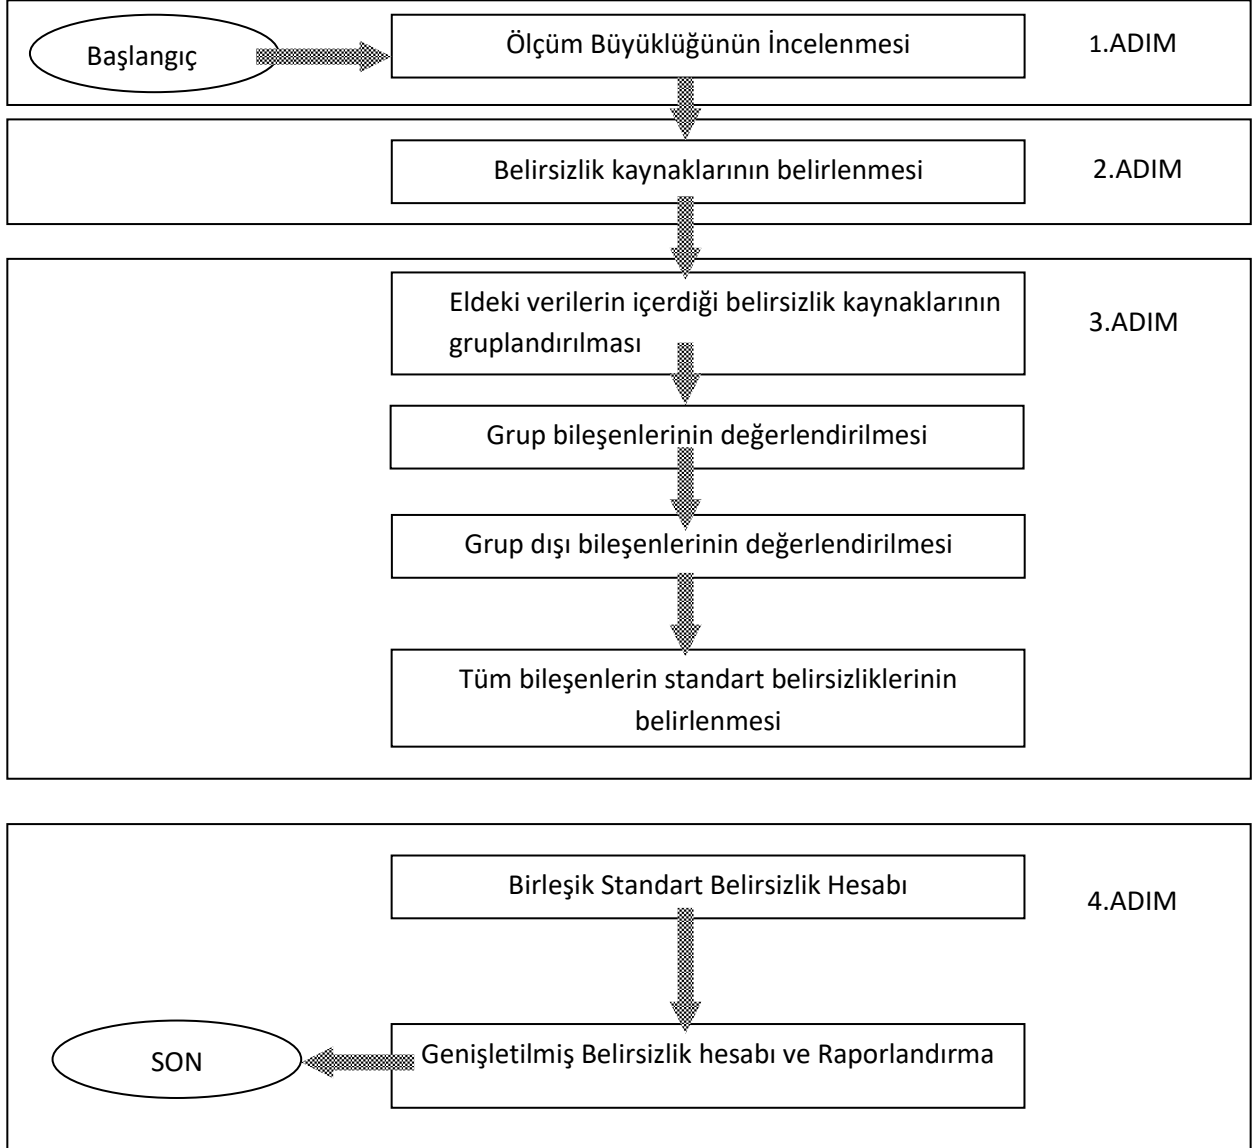 Başlangıç
Ölçüm Büyüklüğünün İncelenmesi
1.ADIM
Belirsizlik kaynaklarının belirlenmesi
2.ADIM
Eldeki verilerin içerdiği belirsizlik kaynaklarının
gruplandırılması
3.ADIM
Grup bileşenlerinin değerlendirilmesi
Grup dışı bileşenlerinin değerlendirilmesi
Tüm bileşenlerin standart belirsizliklerinin
belirlenmesi
Birleşik Standart Belirsizlik Hesabı
4.ADIM
Genişletilmiş Belirsizlik hesabı ve Raporlandırma
SON